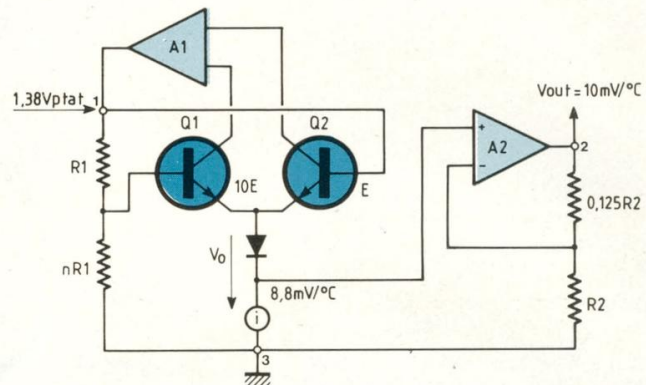 A1
1,38Vptat
1
Q1
Q2
Vout = 10mV/°C
A2
+
−
2
R1
10E
E
0,125R2
nR1
Vo
8,8mV/°C
i
R2
3